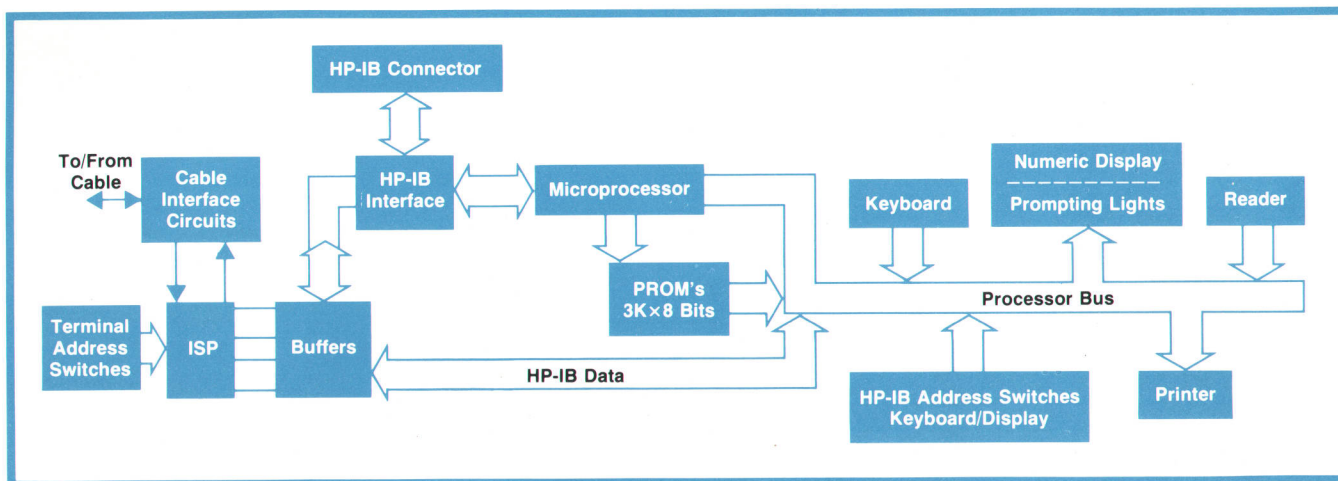 HP-IB Connector
To/From
Cable
Cable
Interface
Circuits
HP-IB
Interface
Microprocessor
Keyboard
Numeric Display
Prompting Lights
Reader
Terminal
Address
Switches
ISP
Buffers
PROM's
3K×8 Bits
Processor Bus
HP-IB Data
HP-IB Address Switches
Keyboard/Display
Printer